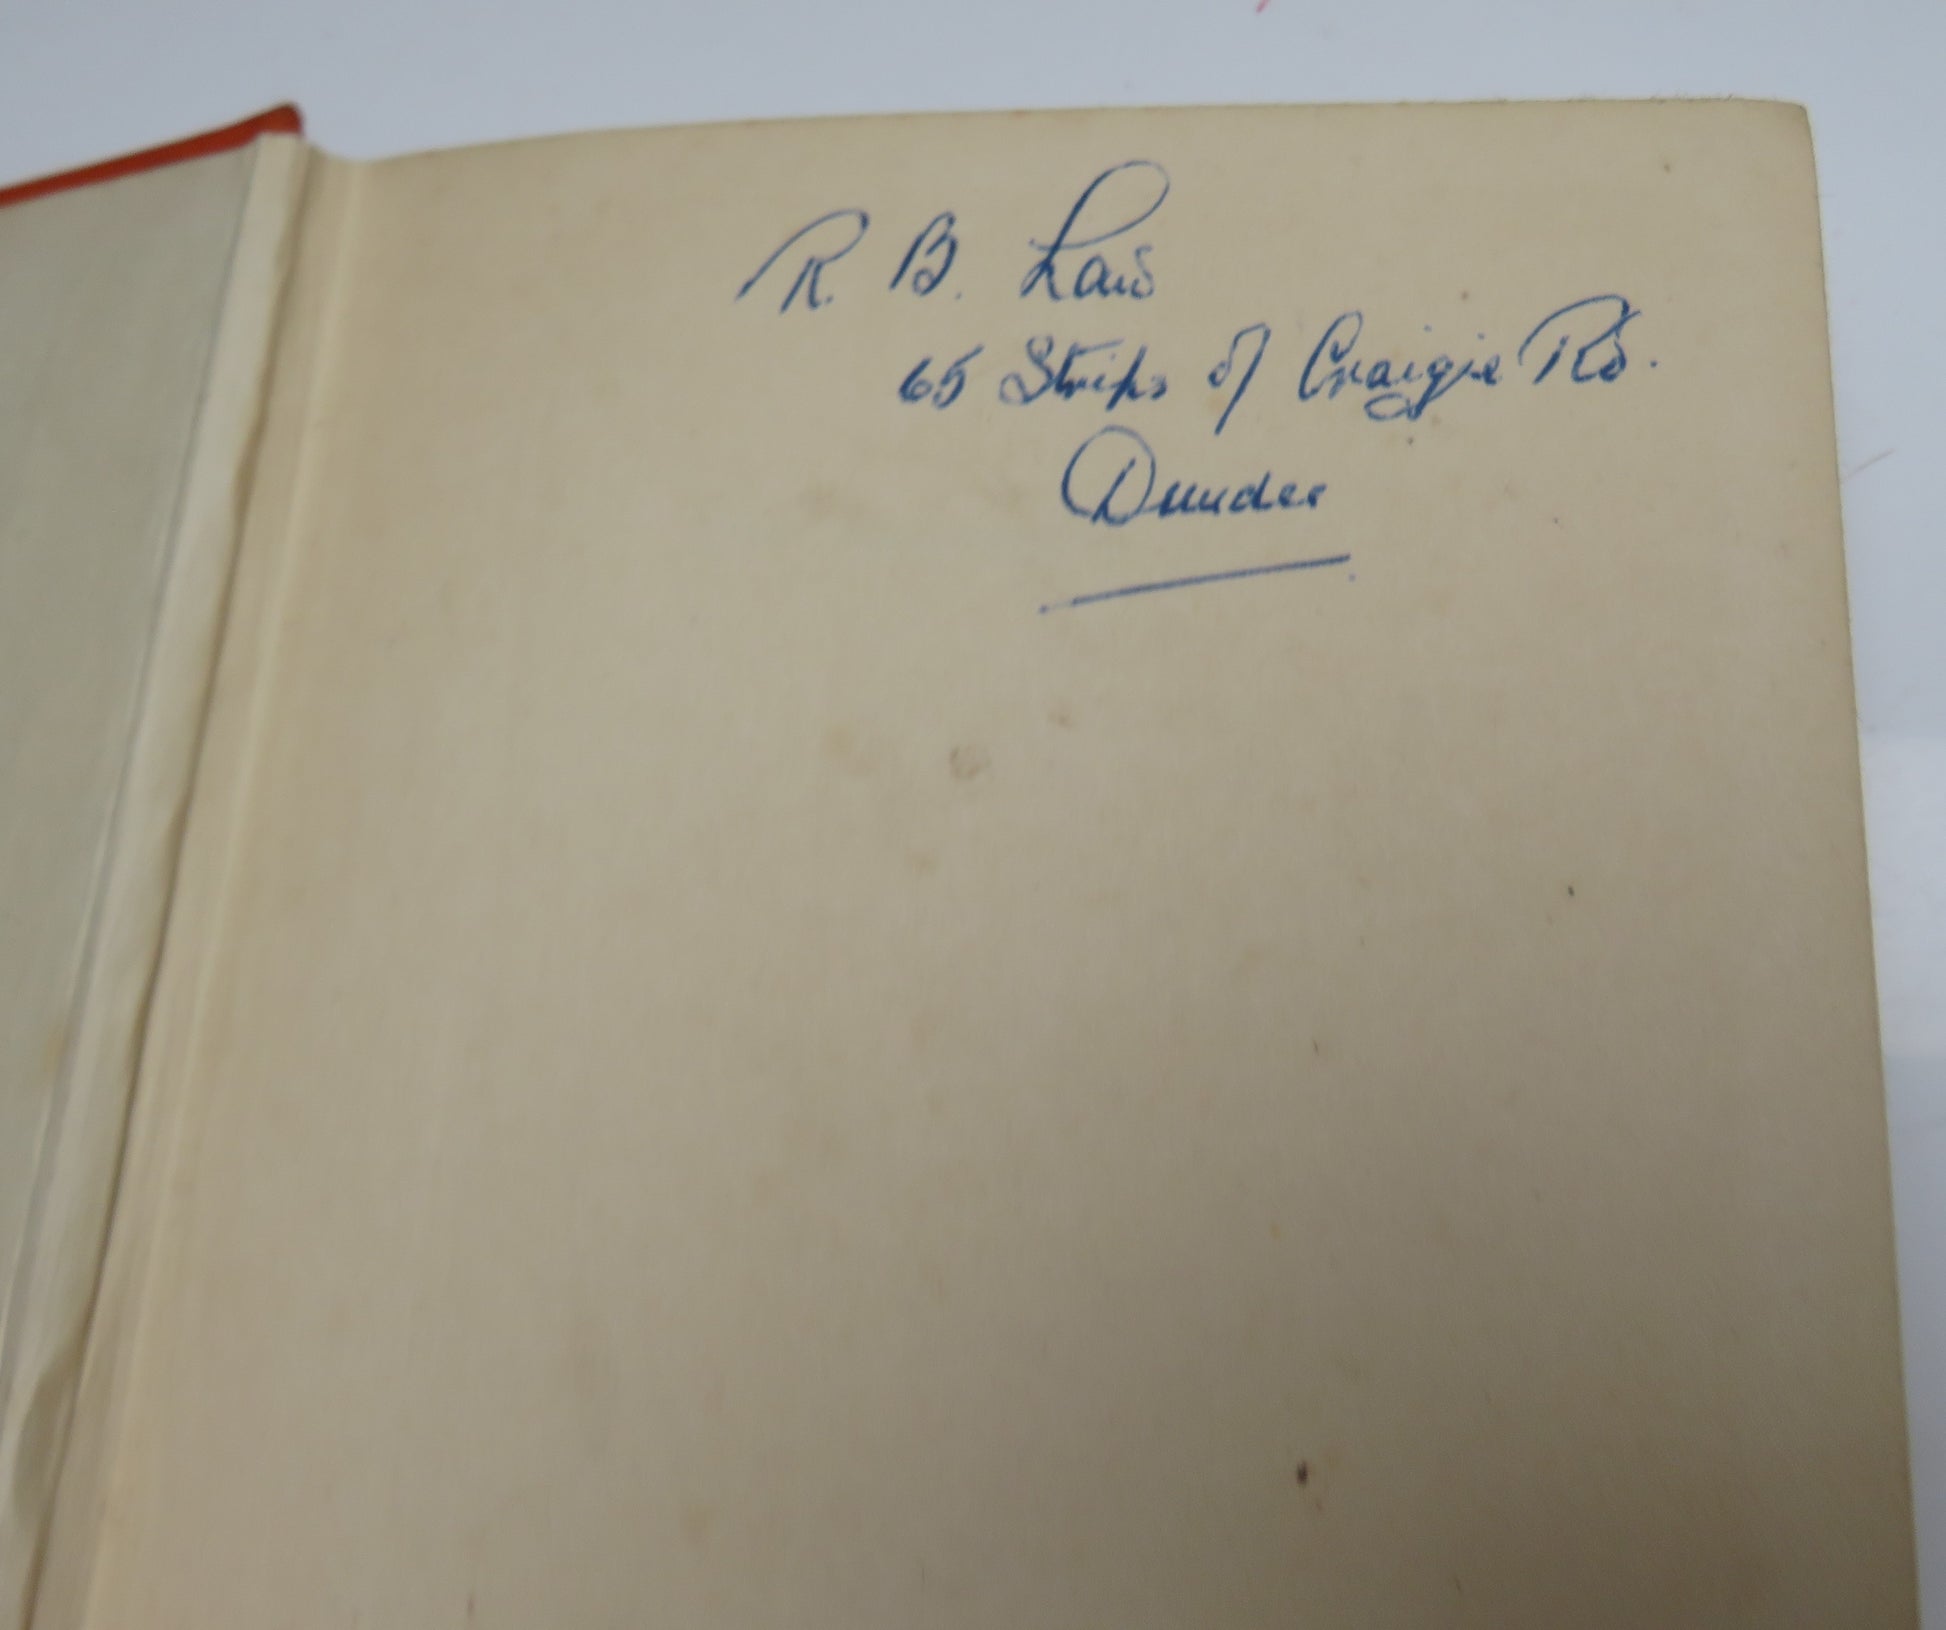 R. B. Law
65 Strips of Craigie Rd.
Dundee